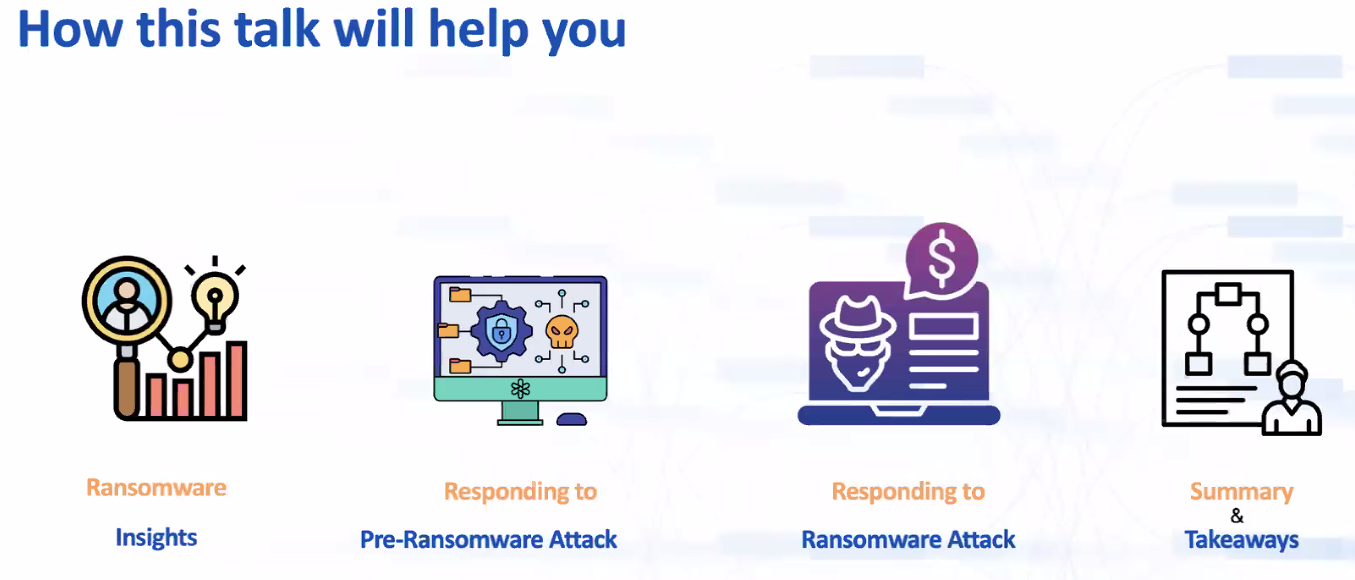 How this talk will help you
$
Ransomware
Insights
Responding to
Pre-Ransomware Attack
Responding to
Ransomware Attack
Summary
&
Takeaways